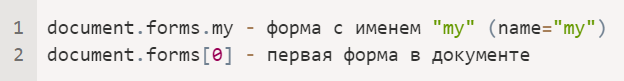 1 document.forms.my - форма с именем "my" (name="my")
2 document.forms[0] - первая форма в документе